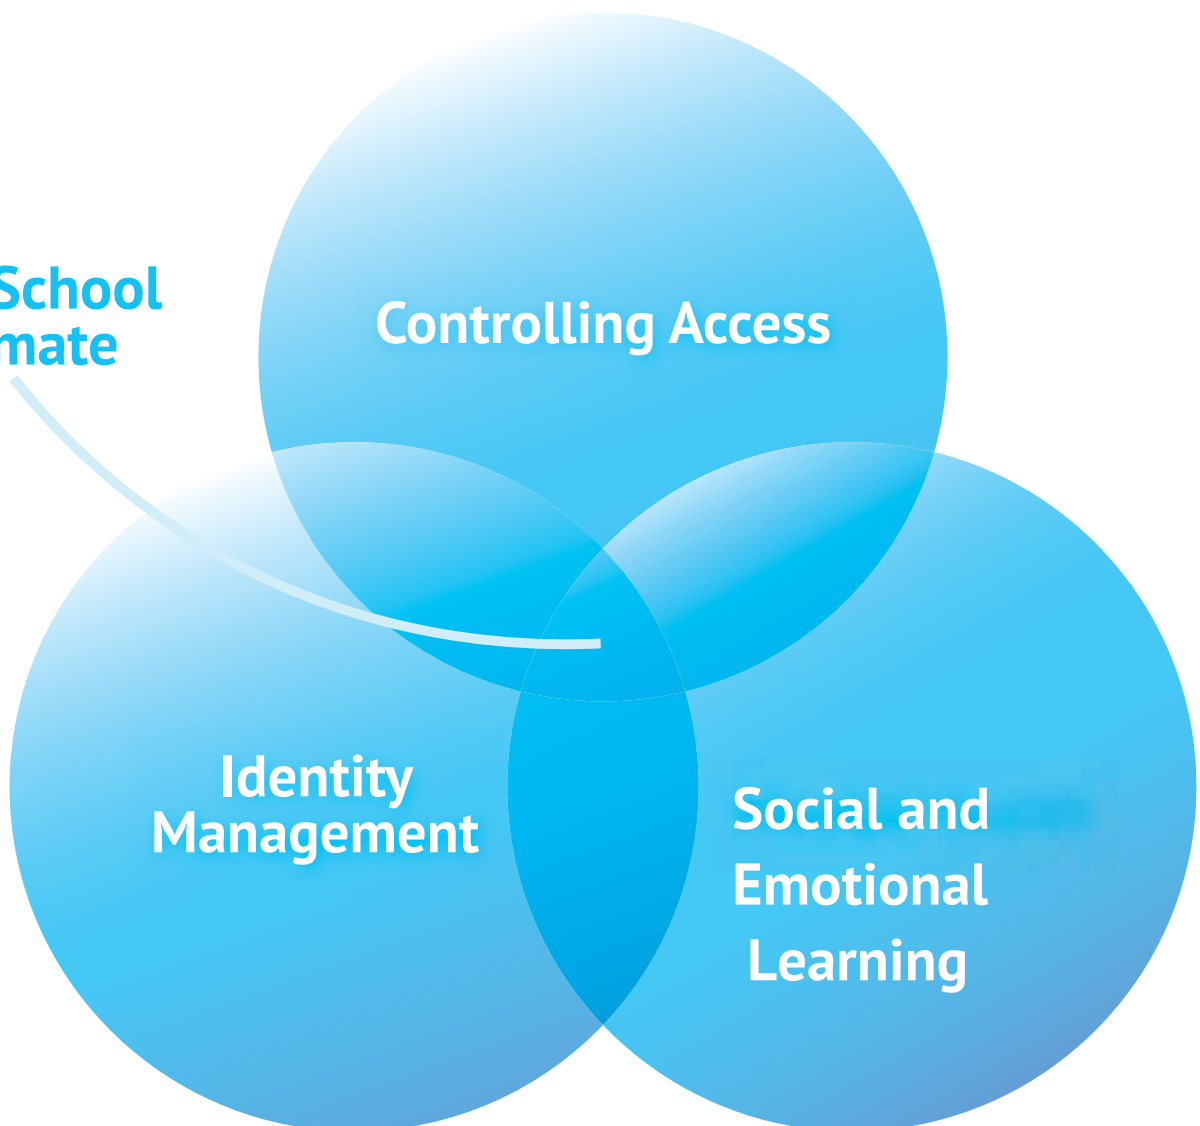 School
mate
Controlling Access
Identity
Management
Social and
Emotional
Learning